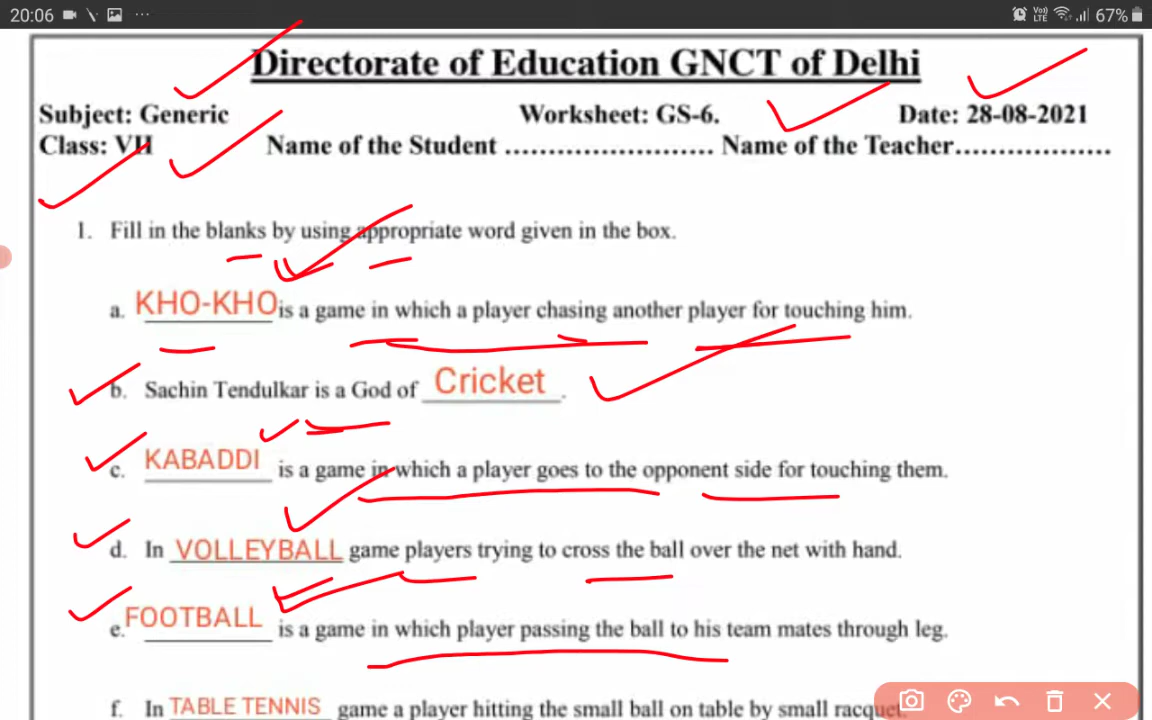 20:06 ... Vo) LTE 67%
Directorate of Education GNCT of Delhi
Subject: Generic Worksheet: GS-6. Date: 28-08-2021
Class: VII Name of the Student ........................ Name of the Teacher..................
1. Fill in the blanks by using appropriate word given in the box.
a. KHO-KHO is a game in which a player chasing another player for touching him.
b. Sachin Tendulkar is a God of Cricket.
c. KABADDI is a game in which a player goes to the opponent side for touching them.
d. In VOLLEYBALL game players trying to cross the ball over the net with hand.
e. FOOTBALL is a game in which player passing the ball to his team mates through leg.
f. In TABLE TENNIS game a player hitting the small ball on table by small racquet.